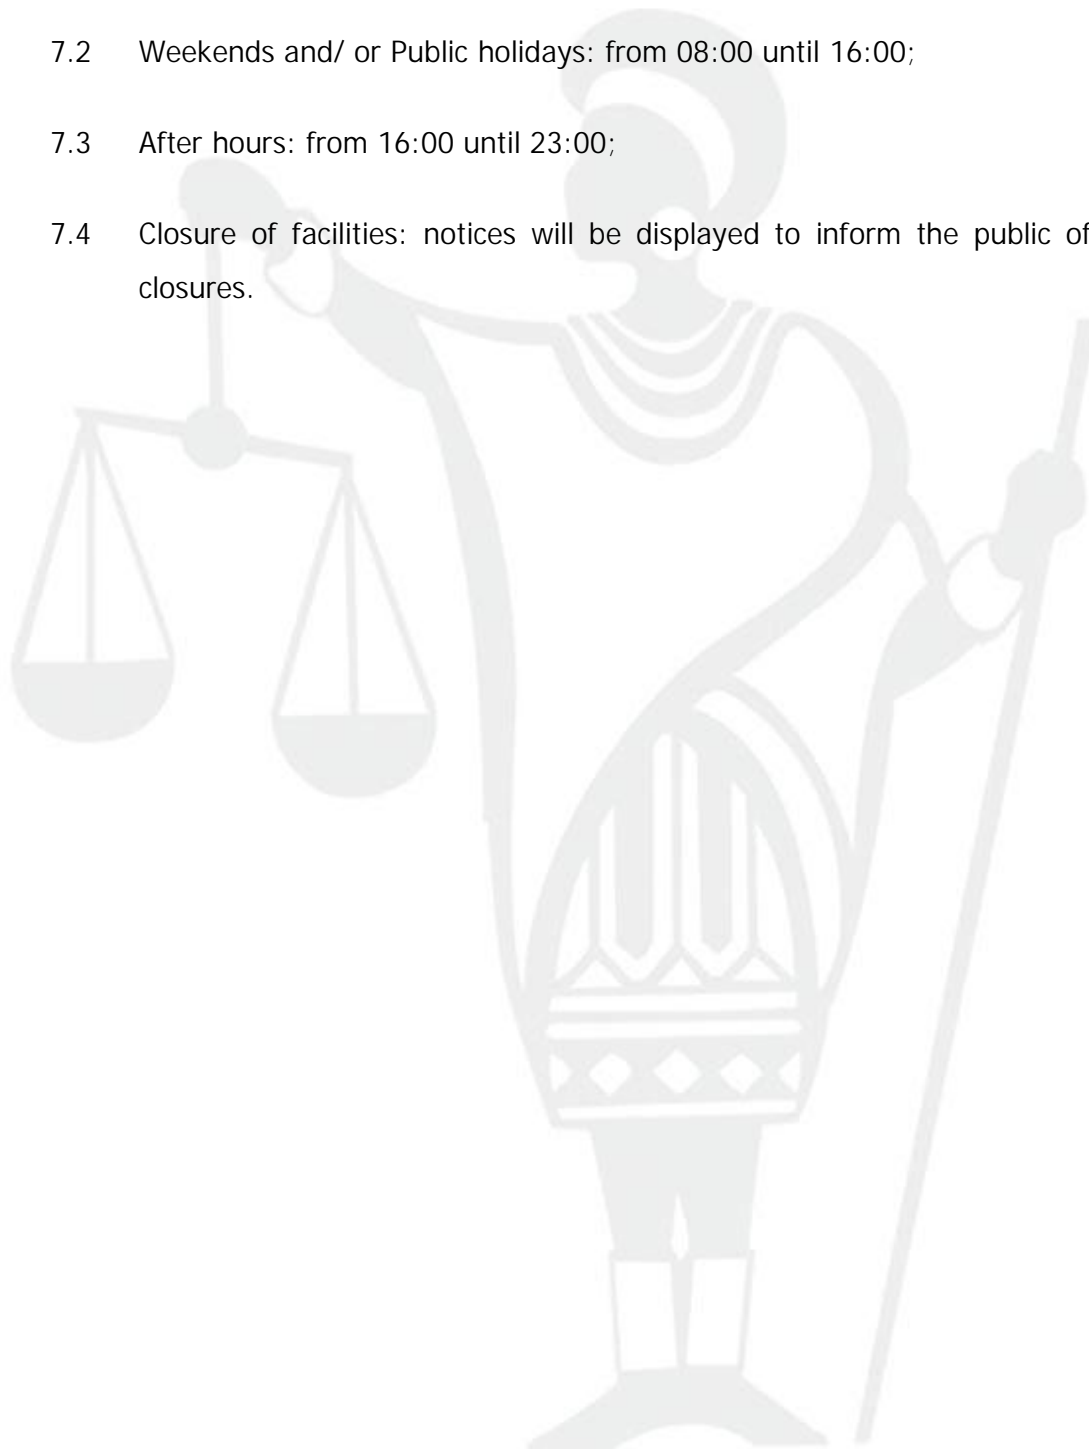 7.2 Weekends and/ or Public holidays: from 08:00 until 16:00;
7.3 After hours: from 16:00 until 23:00;
7.4 Closure of facilities: notices will be displayed to inform the public of
closures.